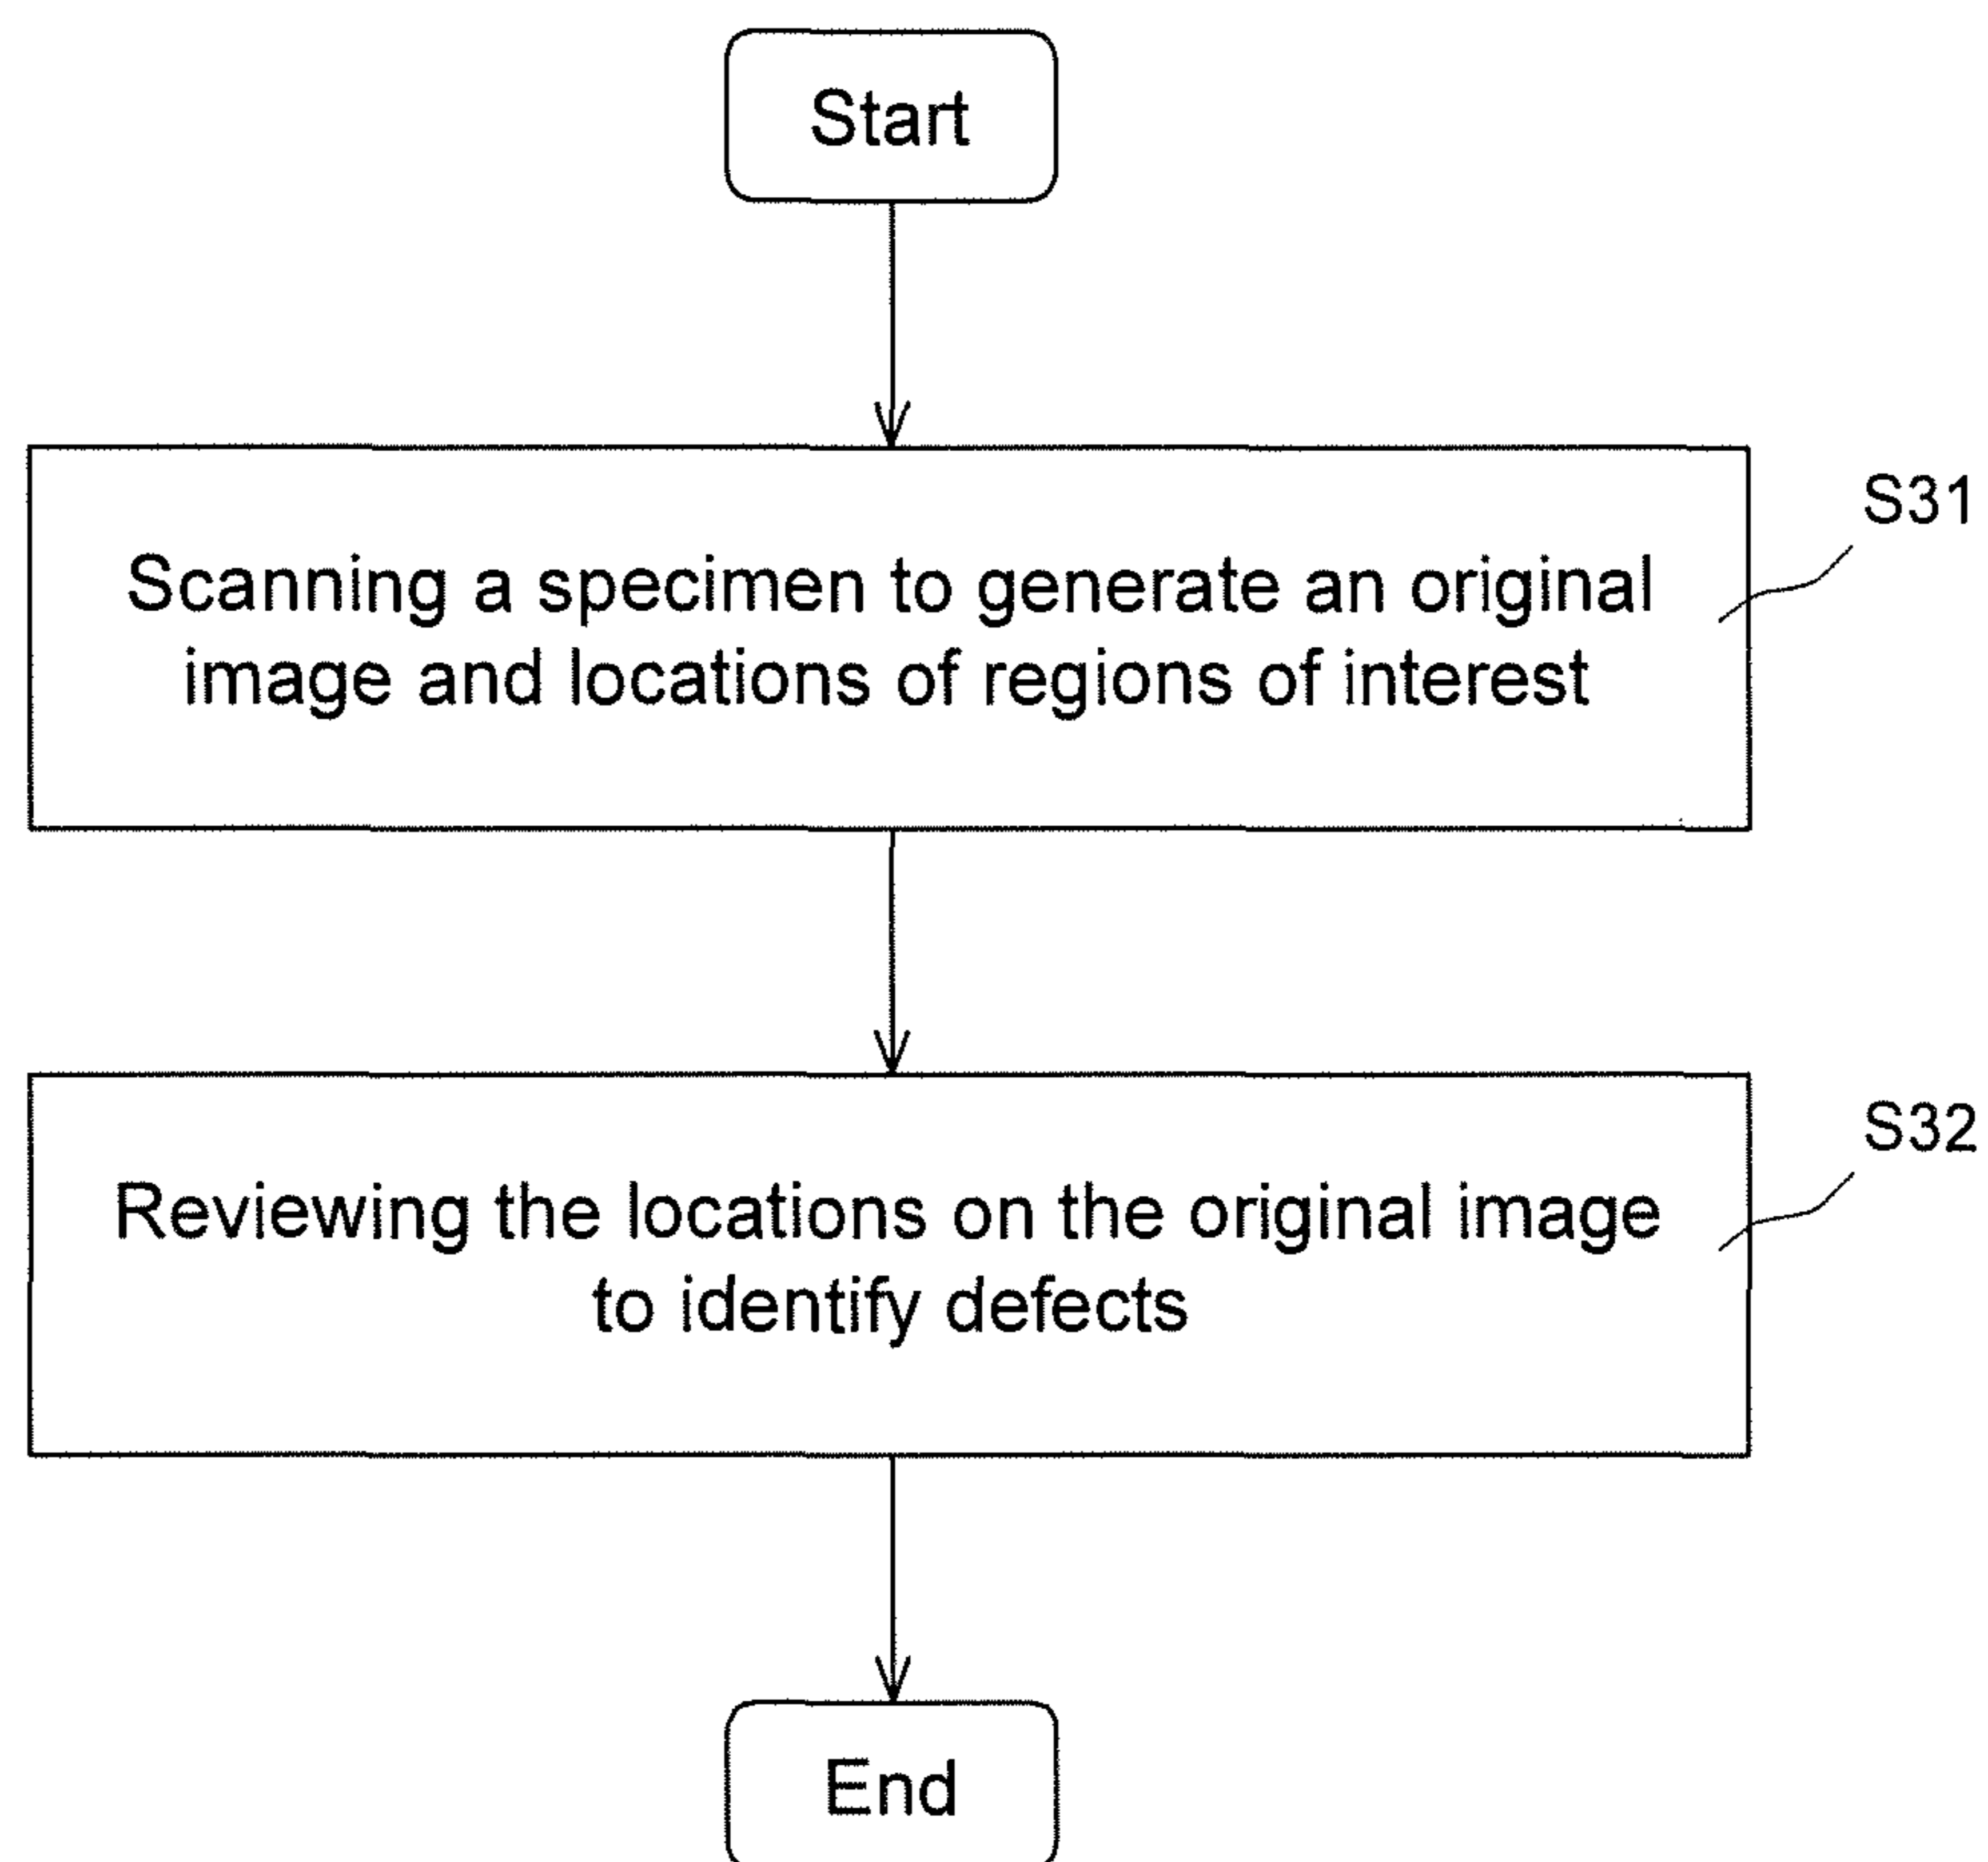 Start
S31
Scanning a specimen to generate an original
image and locations of regions of interest
S32
Reviewing the locations on the original image
to identify defects
End